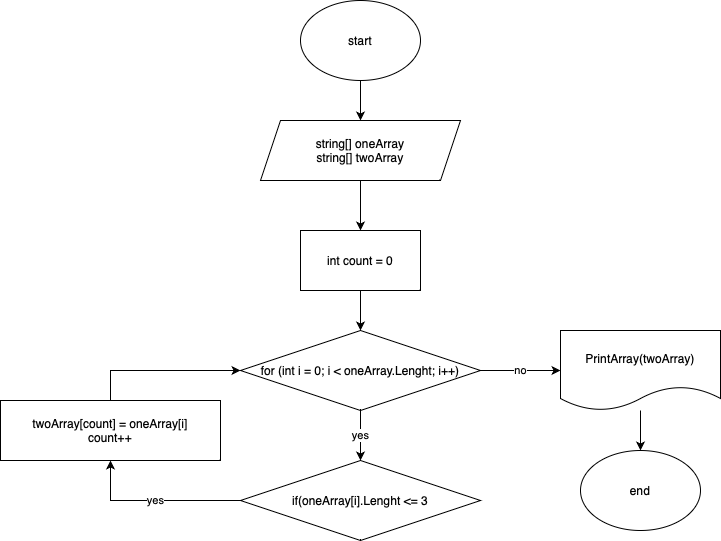 start
string[] oneArray
string[] twoArray
int count = 0
for (int i = 0; i < oneArray.Lenght; i++)
no
PrintArray(twoArray)
twoArray[count] = oneArray[i]
count++
yes
if(oneArray[i].Lenght <= 3
yes
end